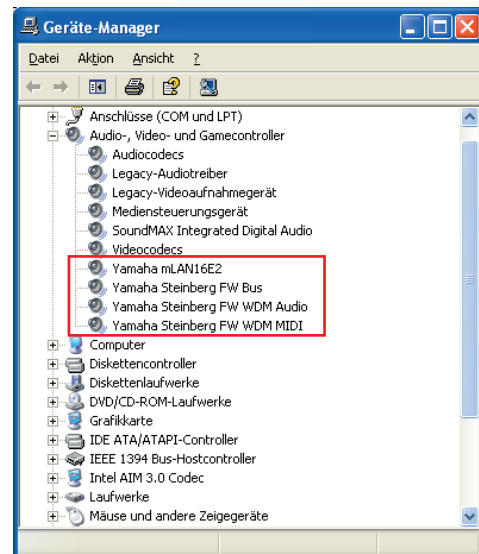 Geräte-Manager
Datei Aktion Ansicht ?
Anschlüsse (COM und LPT)
Audio-, Video- und Gamecontroller
Audiocodecs
Legacy-Audiotreiber
Legacy-Videoaufnahmegerät
Mediensteuerungsgerät
SoundMAX Integrated Digital Audio
Videocodecs
Yamaha mLAN16E2
Yamaha Steinberg FW Bus
Yamaha Steinberg FW WDM Audio
Yamaha Steinberg FW WDM MIDI
Computer
Diskettencontroller
Diskettenlaufwerke
DVD/CD-ROM-Laufwerke
Grafikkarte
IDE ATA/ATAPI-Controller
IEEE 1394 Bus-Hostcontroller
Intel AIM 3.0 Codec
Laufwerke
Mäuse und andere Zeigegeräte